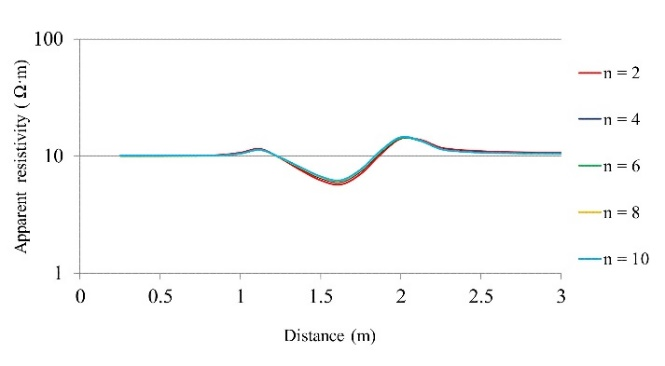 100
10
1
0 0.5 1 1.5 2 2.5 3
Apparent resistivity ( Ω·m)
Distance (m)
n = 2
n = 4
n = 6
n = 8
n = 10